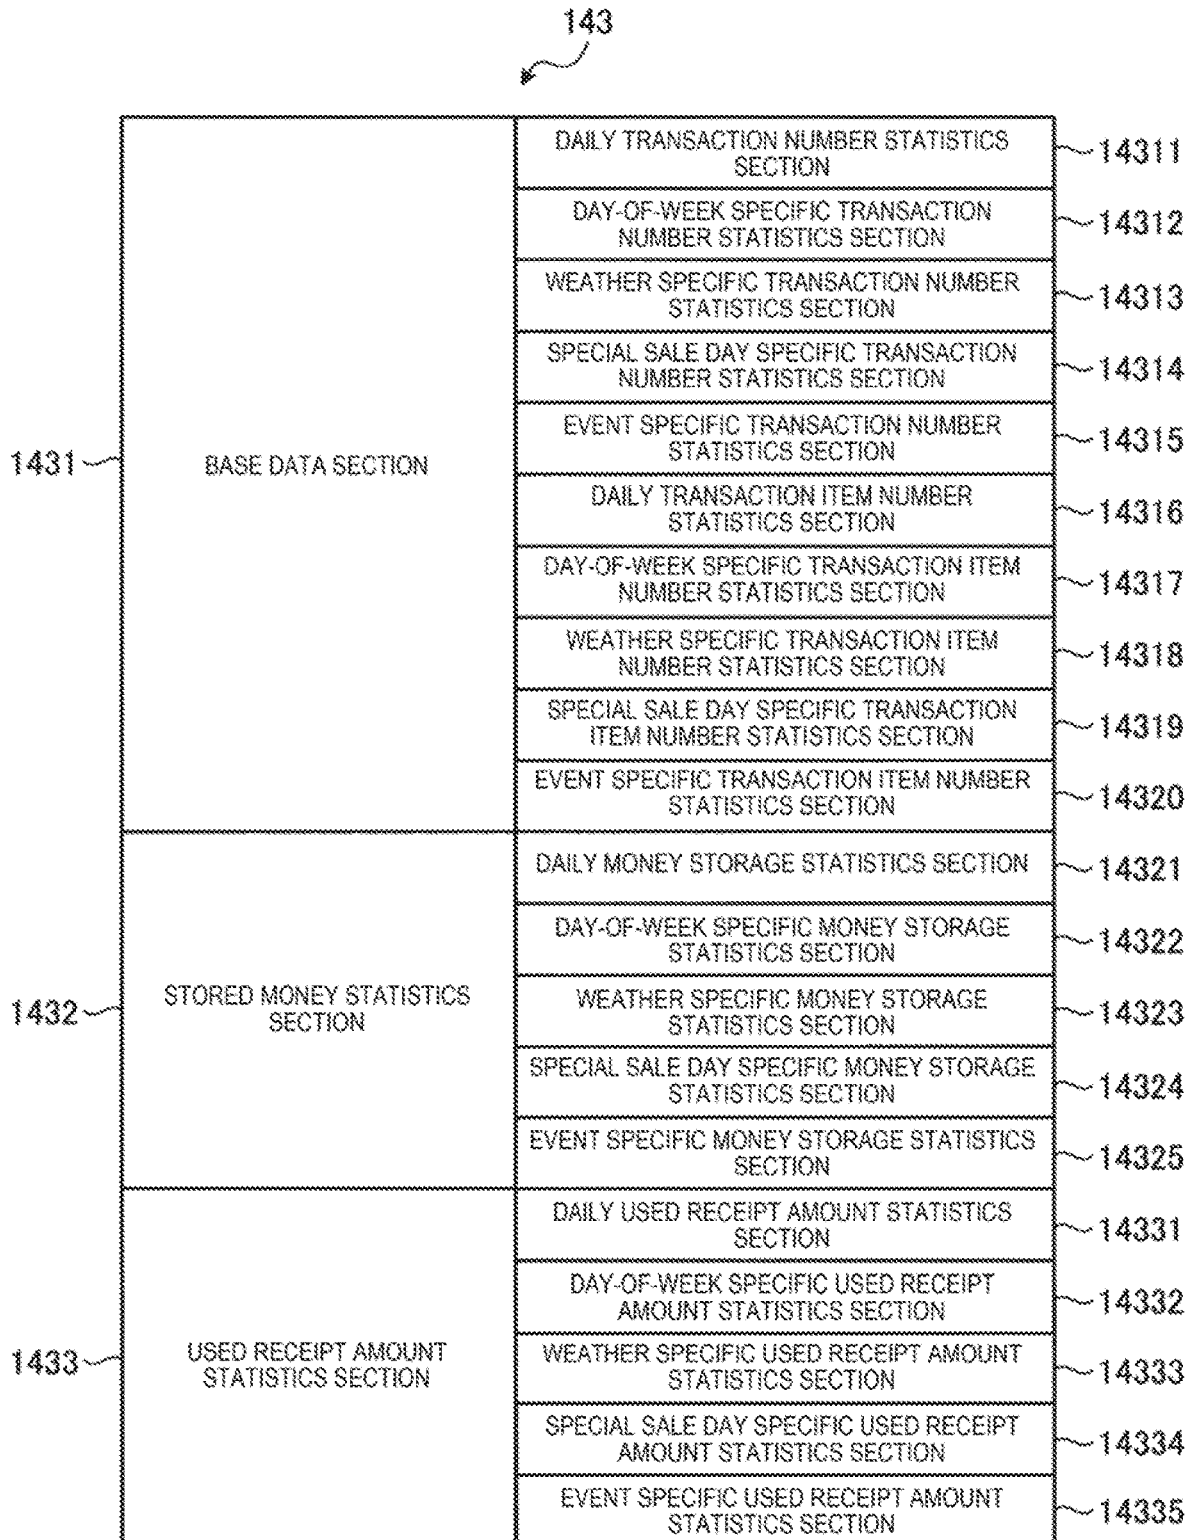 143
DAILY TRANSACTION NUMBER STATISTICS
SECTION
14311
DAY-OF-WEEK SPECIFIC TRANSACTION
NUMBER STATISTICS SECTION
14312
WEATHER SPECIFIC TRANSACTION NUMBER
STATISTICS SECTION
14313
SPECIAL SALE DAY SPECIFIC TRANSACTION
NUMBER STATISTICS SECTION
14314
EVENT SPECIFIC TRANSACTION NUMBER
STATISTICS SECTION
14315
1431
BASE DATA SECTION
DAILY TRANSACTION ITEM NUMBER
STATISTICS SECTION
14316
DAY-OF-WEEK SPECIFIC TRANSACTION ITEM
NUMBER STATISTICS SECTION
14317
WEATHER SPECIFIC TRANSACTION ITEM
NUMBER STATISTICS SECTION
14318
SPECIAL SALE DAY SPECIFIC TRANSACTION
ITEM NUMBER STATISTICS SECTION
14319
EVENT SPECIFIC TRANSACTION ITEM NUMBER
STATISTICS SECTION
14320
DAILY MONEY STORAGE STATISTICS SECTION
14321
DAY-OF-WEEK SPECIFIC MONEY STORAGE
STATISTICS SECTION
14322
1432
STORED MONEY STATISTICS
SECTION
WEATHER SPECIFIC MONEY STORAGE
STATISTICS SECTION
14323
SPECIAL SALE DAY SPECIFIC MONEY STORAGE
STATISTICS SECTION
14324
EVENT SPECIFIC MONEY STORAGE STATISTICS
SECTION
14325
DAILY USED RECEIPT AMOUNT STATISTICS
SECTION
14331
DAY-OF-WEEK SPECIFIC USED RECEIPT
AMOUNT STATISTICS SECTION
14332
1433
USED RECEIPT AMOUNT
STATISTICS SECTION
WEATHER SPECIFIC USED RECEIPT AMOUNT
STATISTICS SECTION
14333
SPECIAL SALE DAY SPECIFIC USED RECEIPT
AMOUNT STATISTICS SECTION
14334
EVENT SPECIFIC USED RECEIPT AMOUNT
STATISTICS SECTION
14335